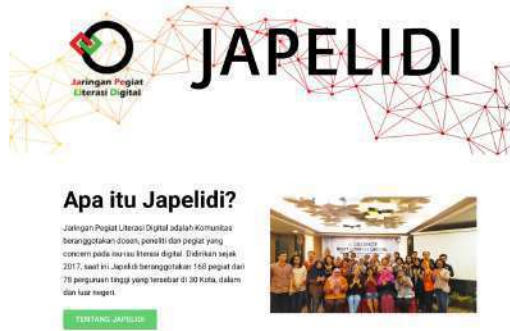 JAPELIDI
Jaringan Pegiat
Literasi Digital
Apa itu Japelidi?
Jaringan Pegiat Literasi Digital adalah Komunitas
beranggotakan dosen, peneliti dan pegiat yang
concern pada isu-isu literasi digital. Didirikan sejak
2017, saat ini Japelidi beranggotakan 168 pegiat dari
78 perguruan tinggi yang tersebar di 30 Kota, dalam
dan luar negeri.
TENTANG JAPELIDI